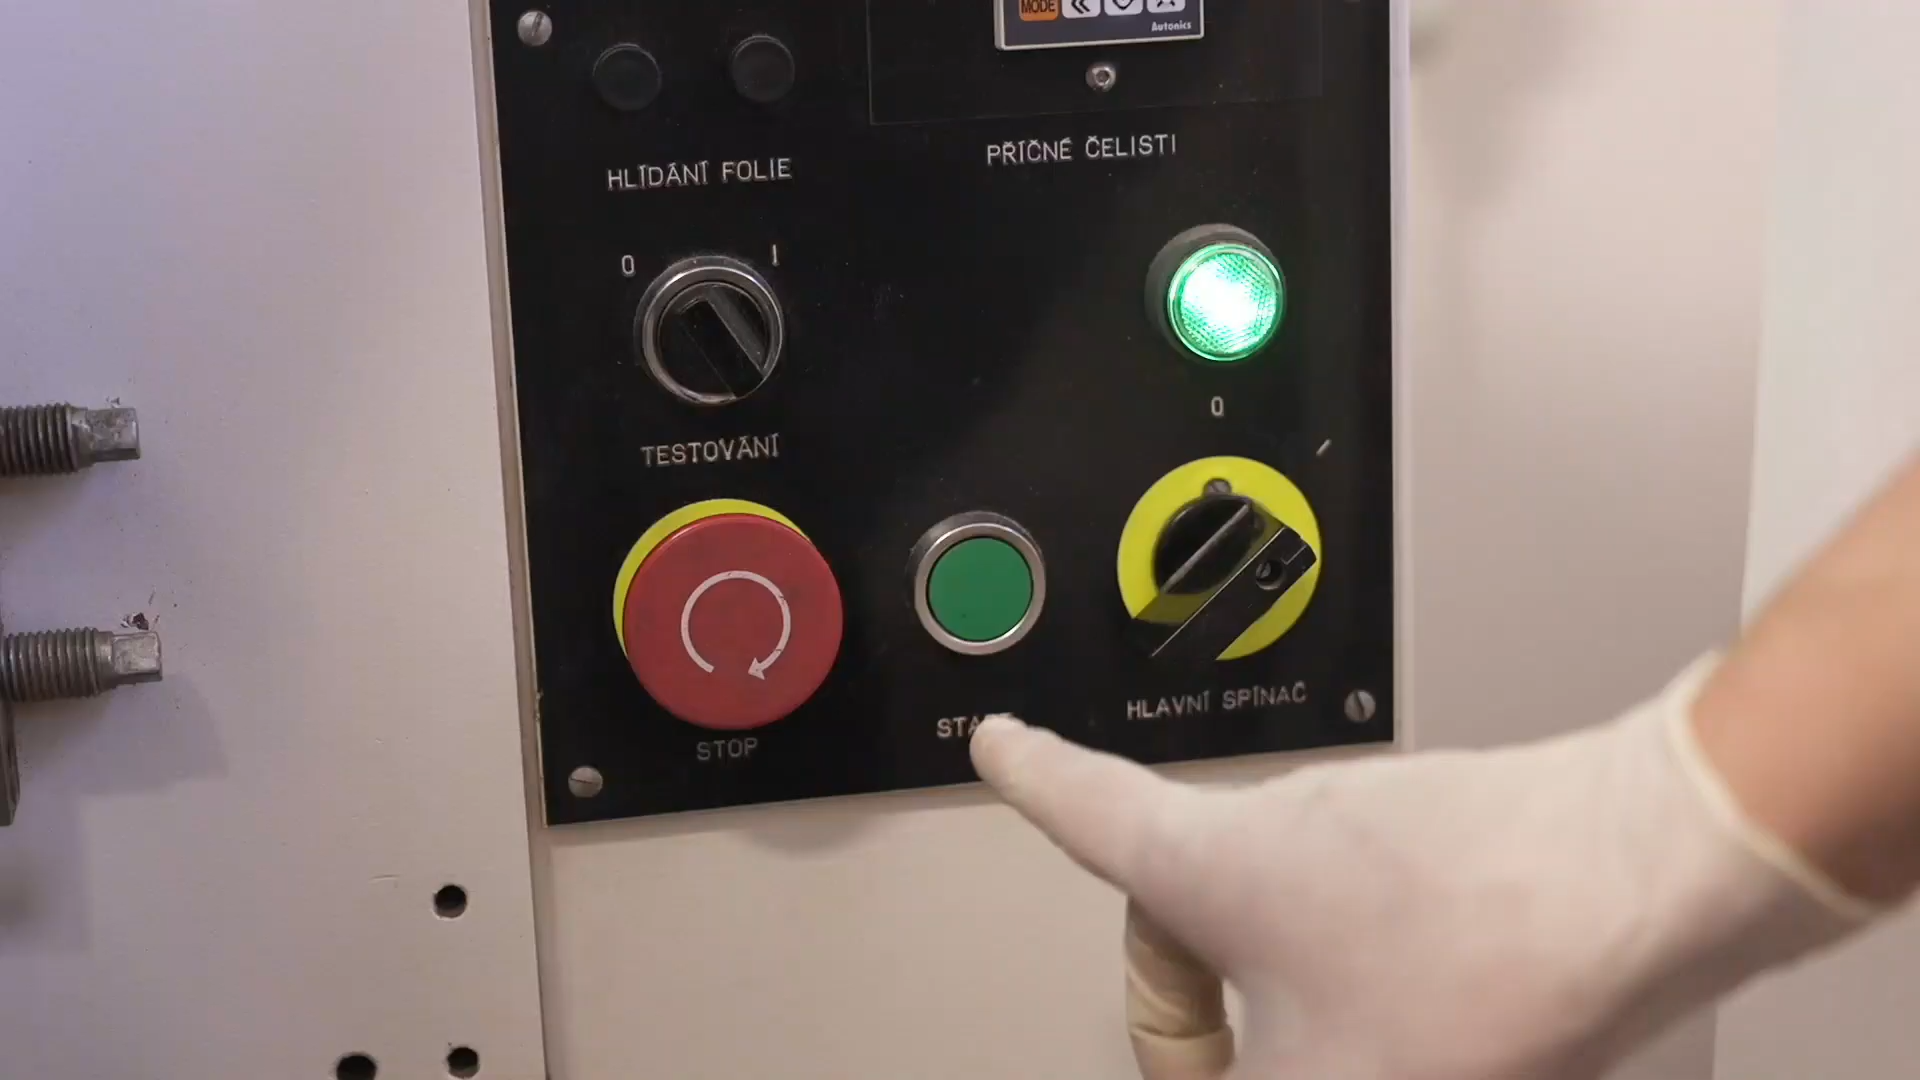 MODE
Autonics
HLÍDÁNÍ FOLIE
PŘÍČNÉ ČELISTI
0 I
0
TESTOVÁNÍ
HLAVNÍ SPÍNAČ
STOP